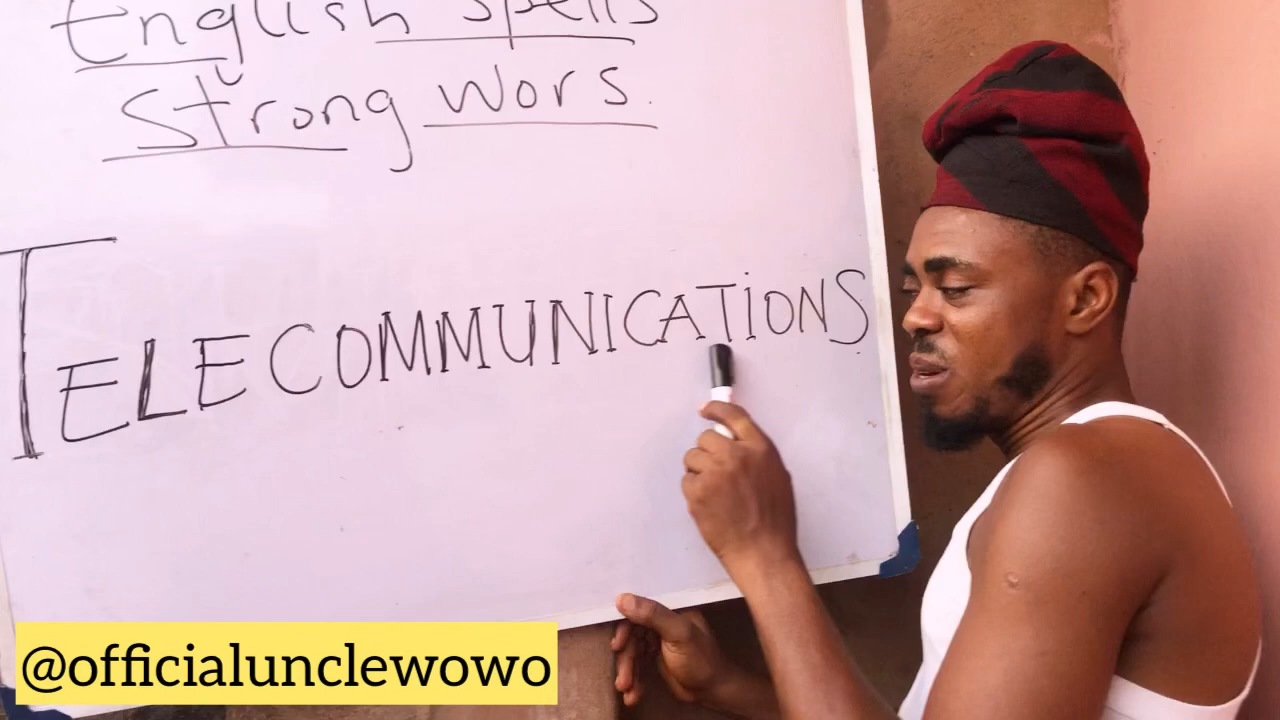 English spells
Strong Wors.
TELECOMMUNICATiONS
@officialunclewowo